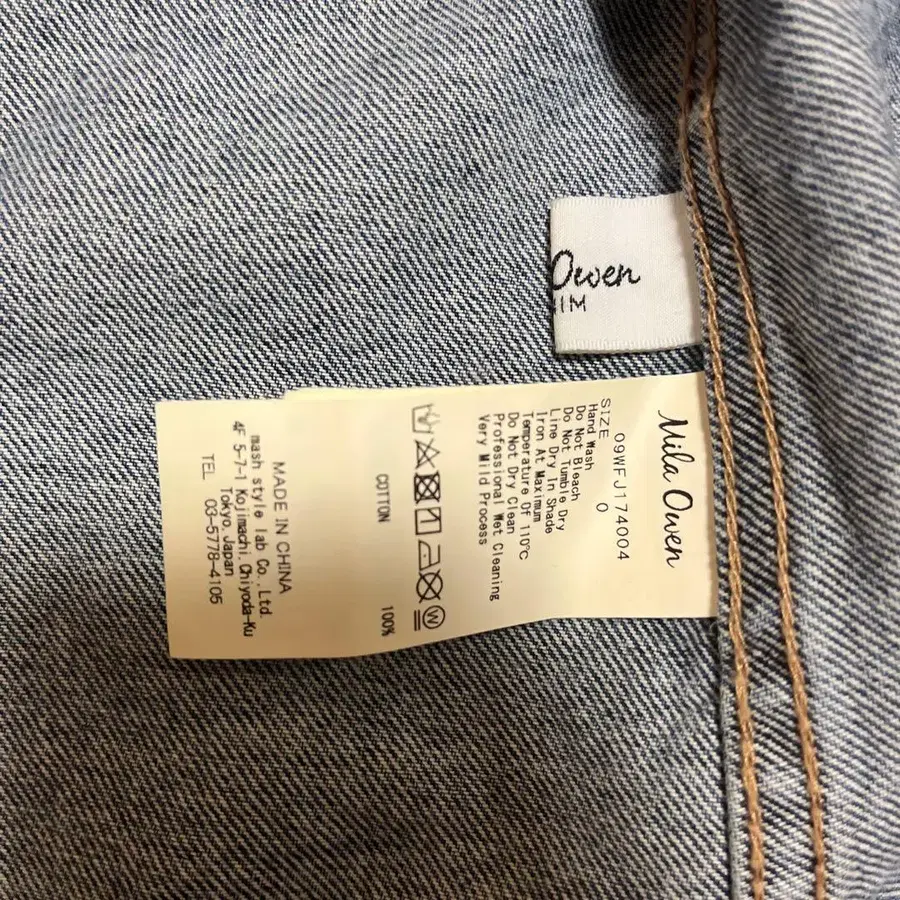 Owen
IM
Mila Owen
09WFJ174004
SIZE 0
Hand Wash
Do Not Bleach
Do Not Tumble Dry
Line Dry In Shade
Iron At Maximum
Temperature Of 110℃
Do Not Dry Clean
Professional Wet Cleaning
Very Mild Process
W
COTTON 100%
MADE IN CHINA
mash style lab Co.,Ltd.
4F 5-7-1 Kojimachi, Chiyoda-Ku
Tokyo, Japan
TEL 03-5778-4105